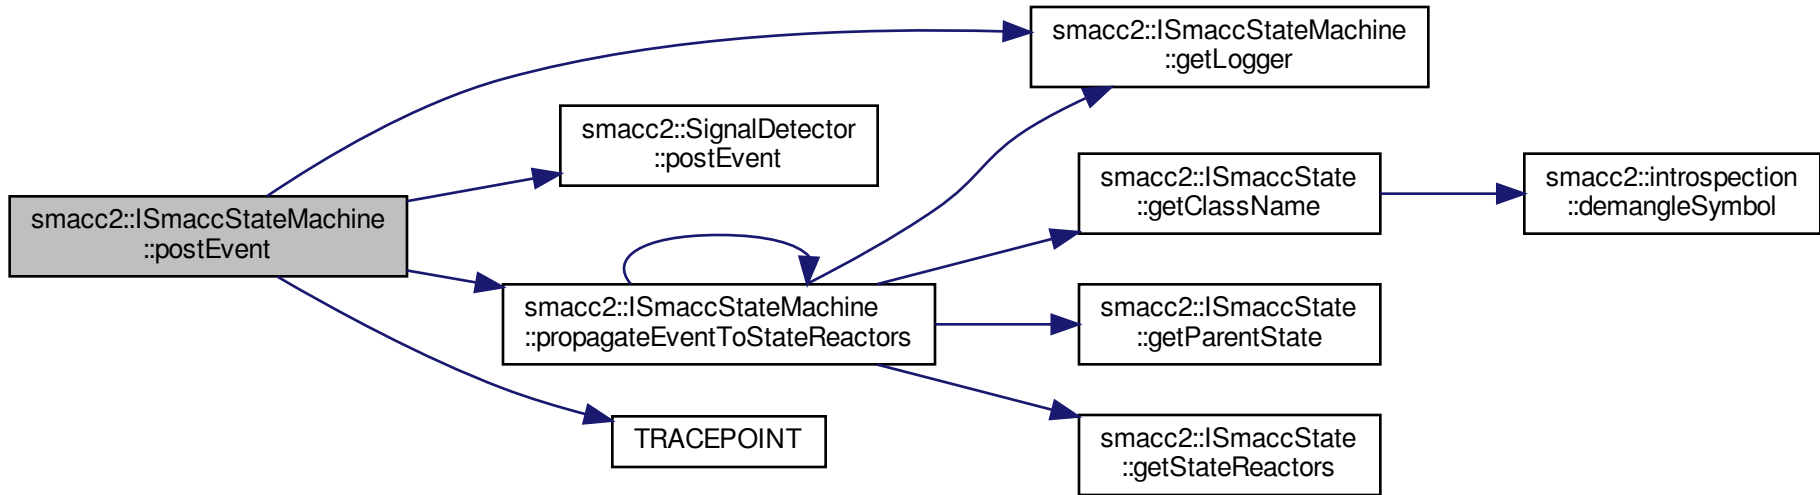 smacc2::ISmaccStateMachine
::postEvent
smacc2::ISmaccStateMachine
::getLogger
smacc2::SignalDetector
::postEvent
smacc2::ISmaccStateMachine
::propagateEventToStateReactors
smacc2::ISmaccState
::getClassName
smacc2::introspection
::demangleSymbol
smacc2::ISmaccState
::getParentState
smacc2::ISmaccState
::getStateReactors
TRACEPOINT